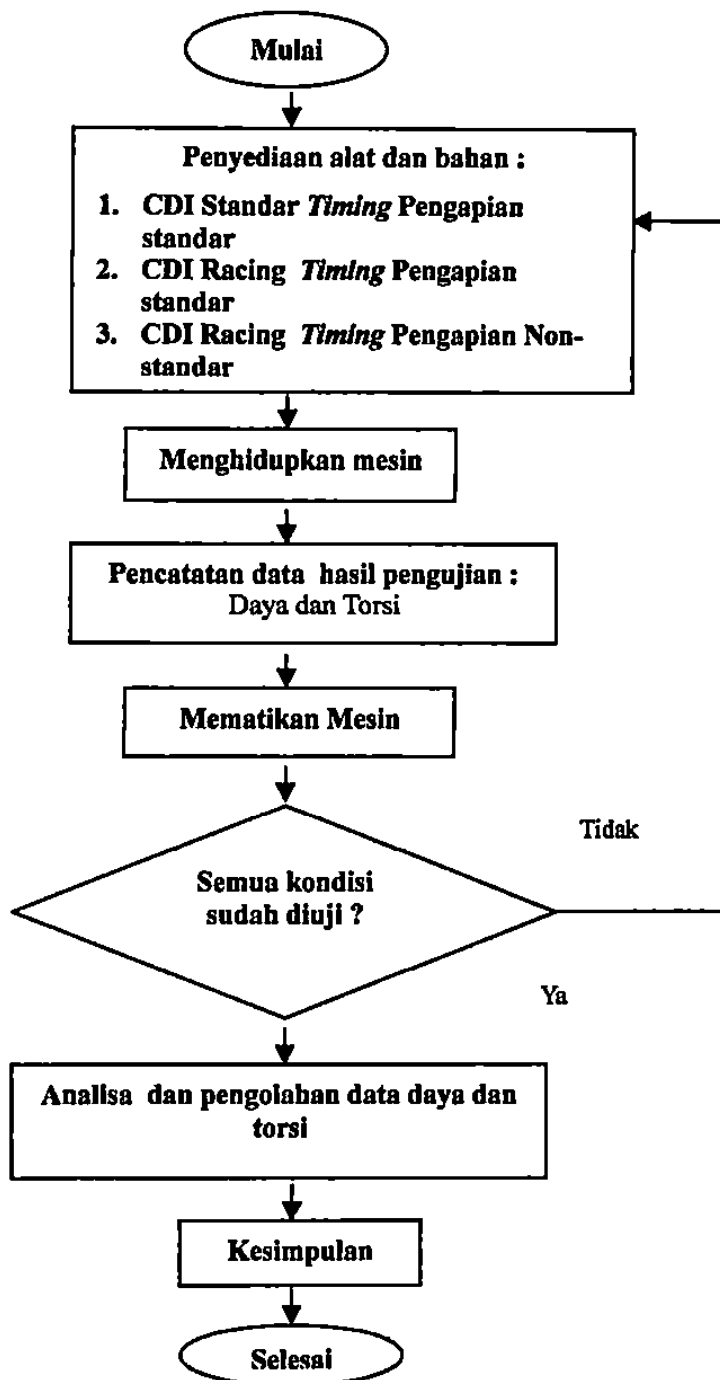 Mulai
Penyediaan alat dan bahan :
1. CDI Standar Timing Pengapian
standar
2. CDI Racing Timing Pengapian
standar
3. CDI Racing Timing Pengapian Non-
standar
Menghidupkan mesin
Pencatatan data hasil pengujian :
Daya dan Torsi
Mematikan Mesin
Semua kondisi
sudah diuji ?
Tidak
Ya
Analisa dan pengolahan data daya dan
torsi
Kesimpulan
Selesai